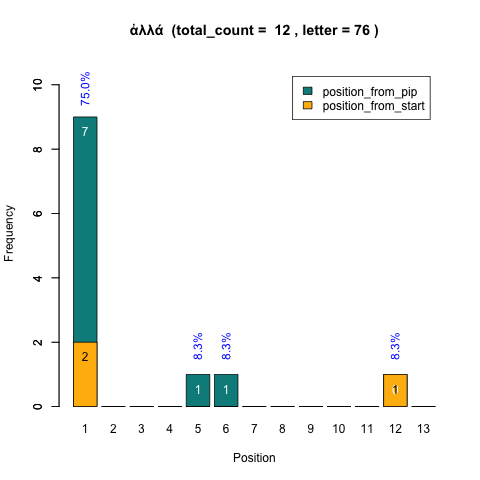 ἀλλά (total_count = 12 , letter = 76 )
position_from_pip
position_from_start
Frequency
10
8
6
4
2
0
75.0%
8.3%
8.3%
8.3%
7
2
1
1
1
1 2 3 4 5 6 7 8 9 10 11 12 13
Position